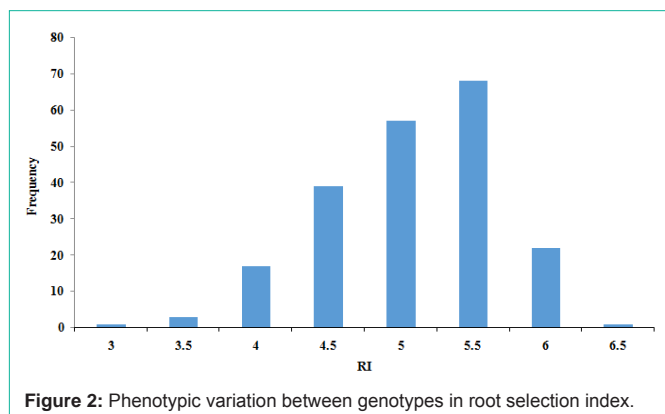 80
70
60
50
40
30
20
10
0
Frequency
3 3.5 4 4.5 5 5.5 6 6.5
RI
Figure 2: Phenotypic variation between genotypes in root selection index.